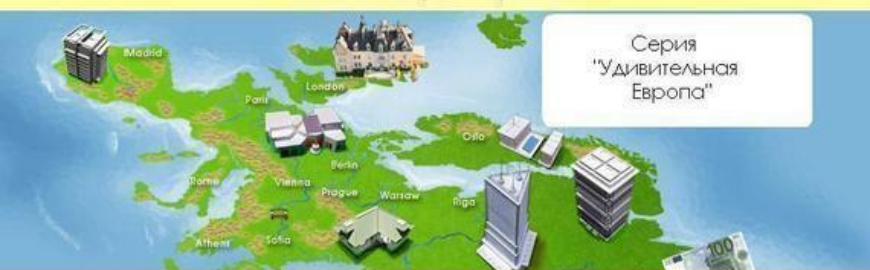 Серия
"Удивительная
Европа"
Madrid
London
Paris
Oslo
Berlin
Rome
Vienna
Prague
Warsaw
Riga
Athens
Sofia
100